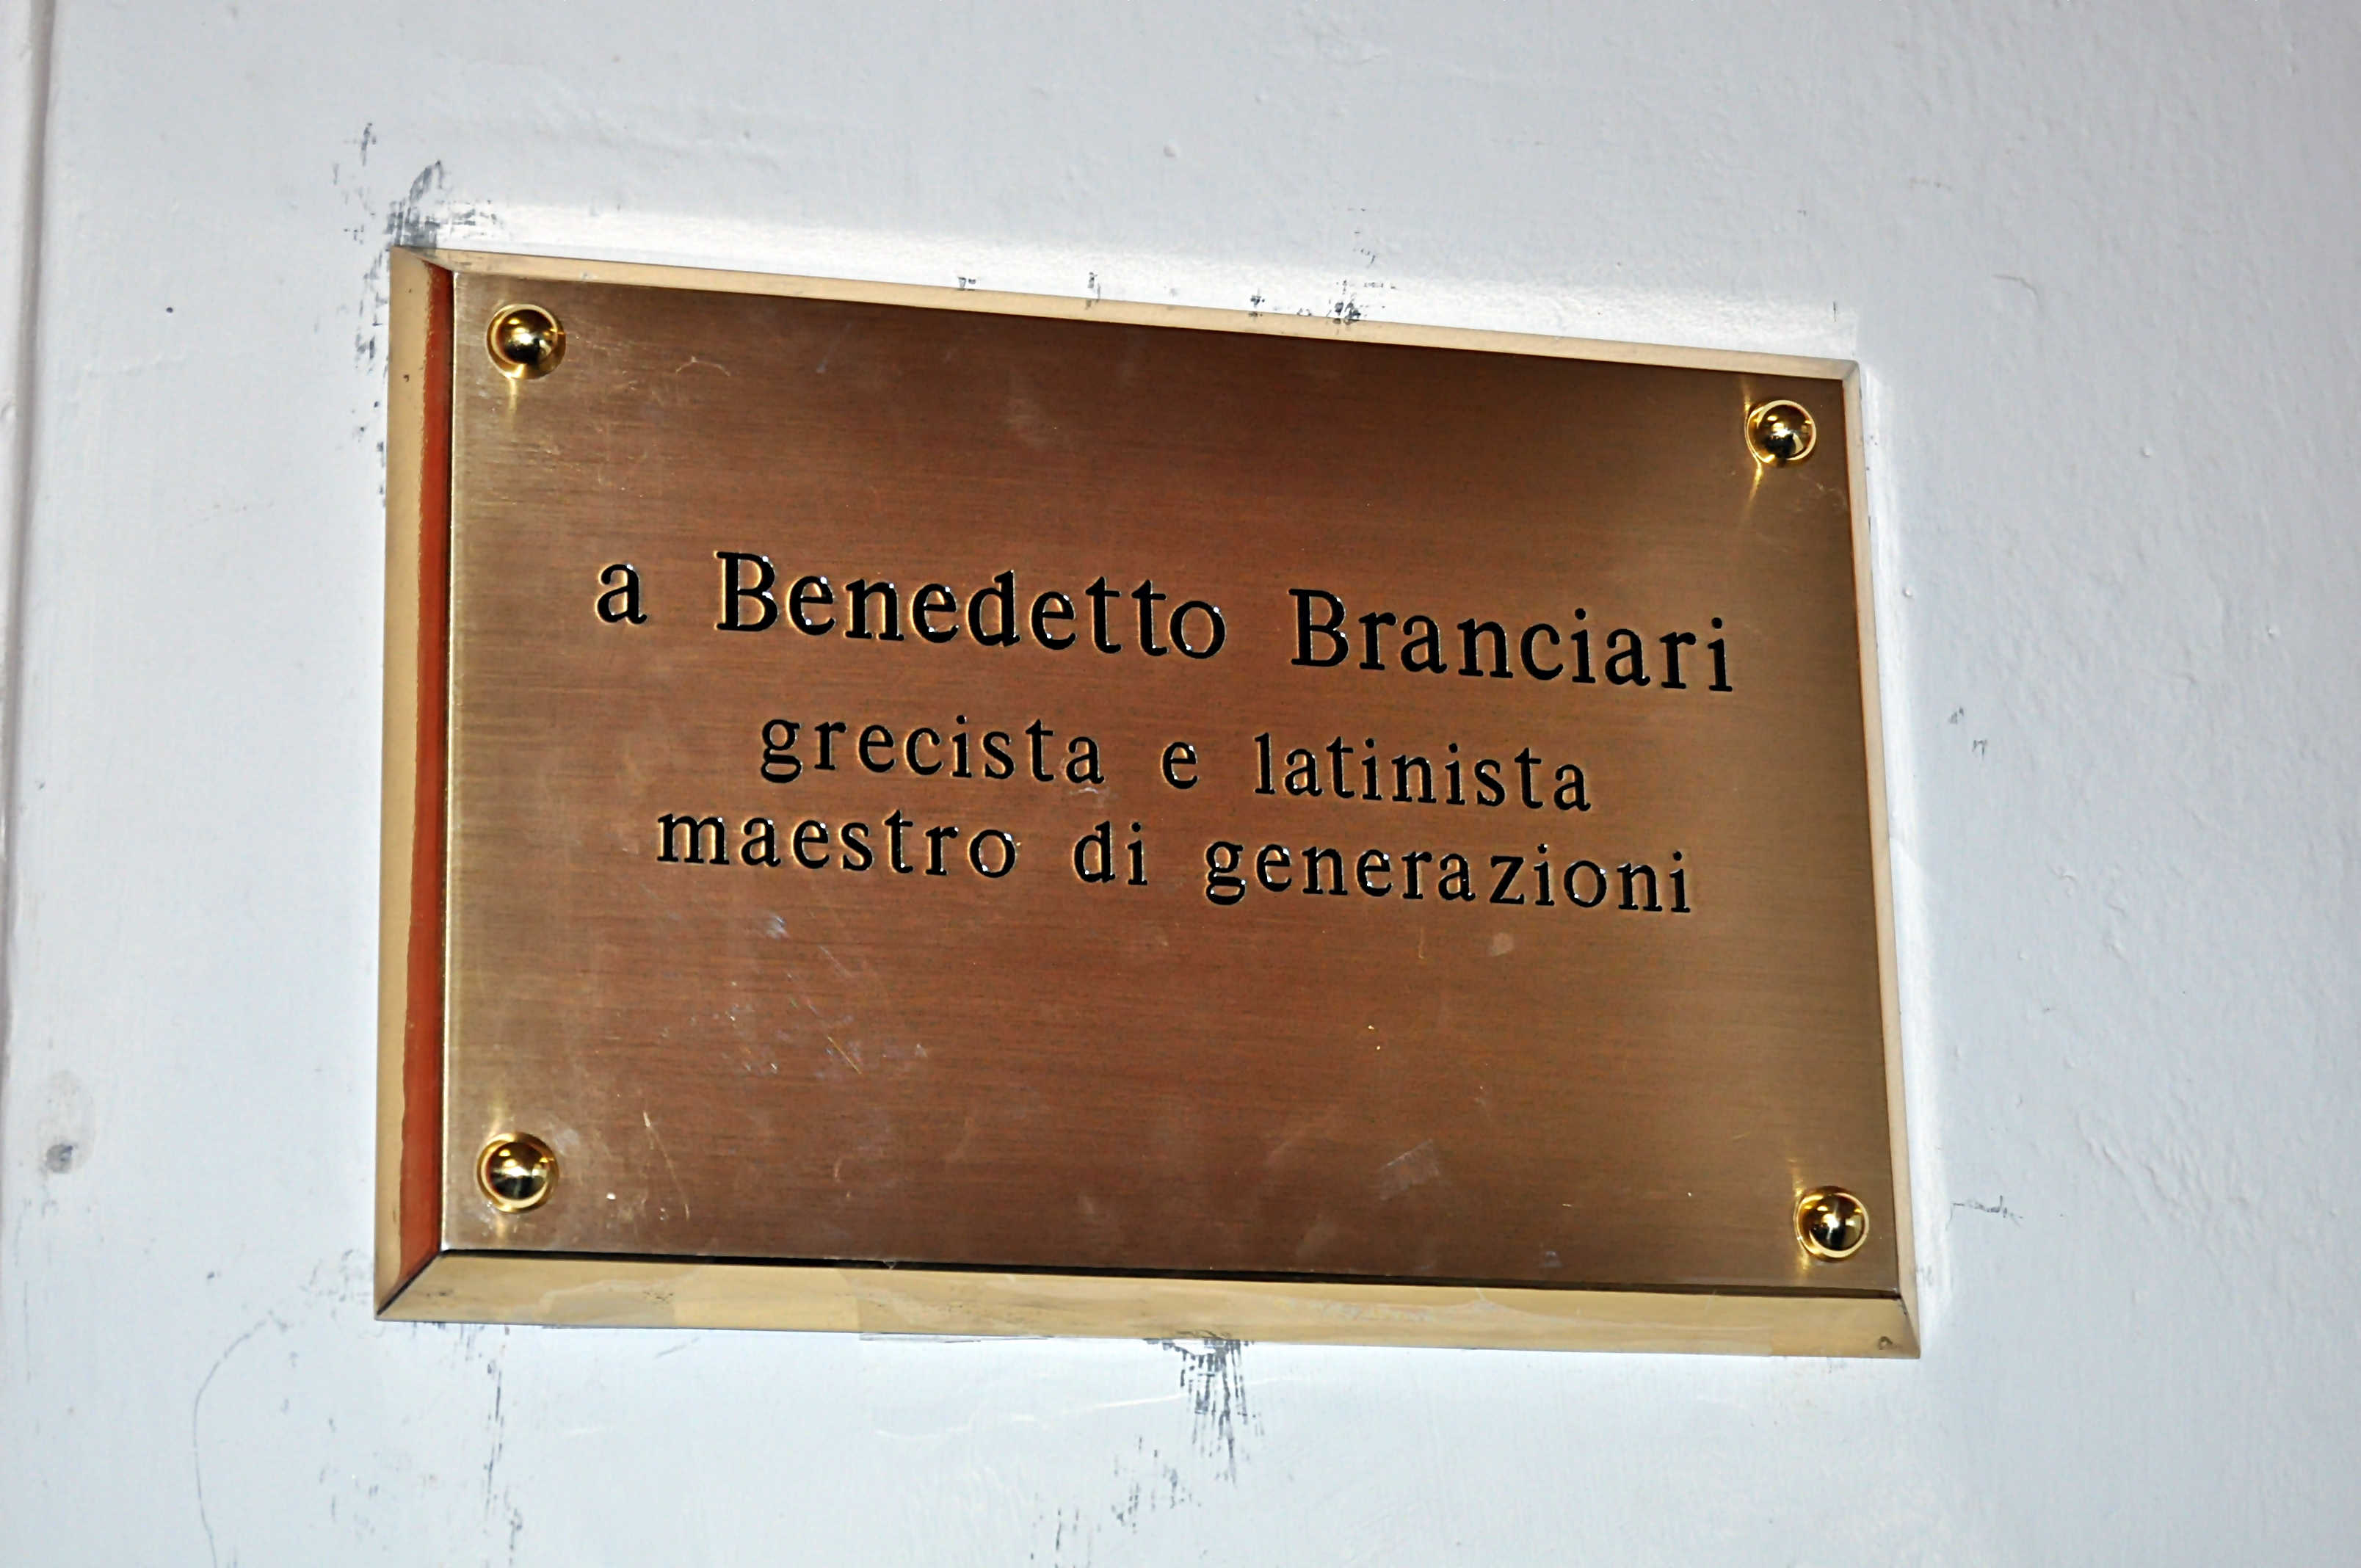 a Benedetto Branciari
grecista e latinista
maestro di generazioni